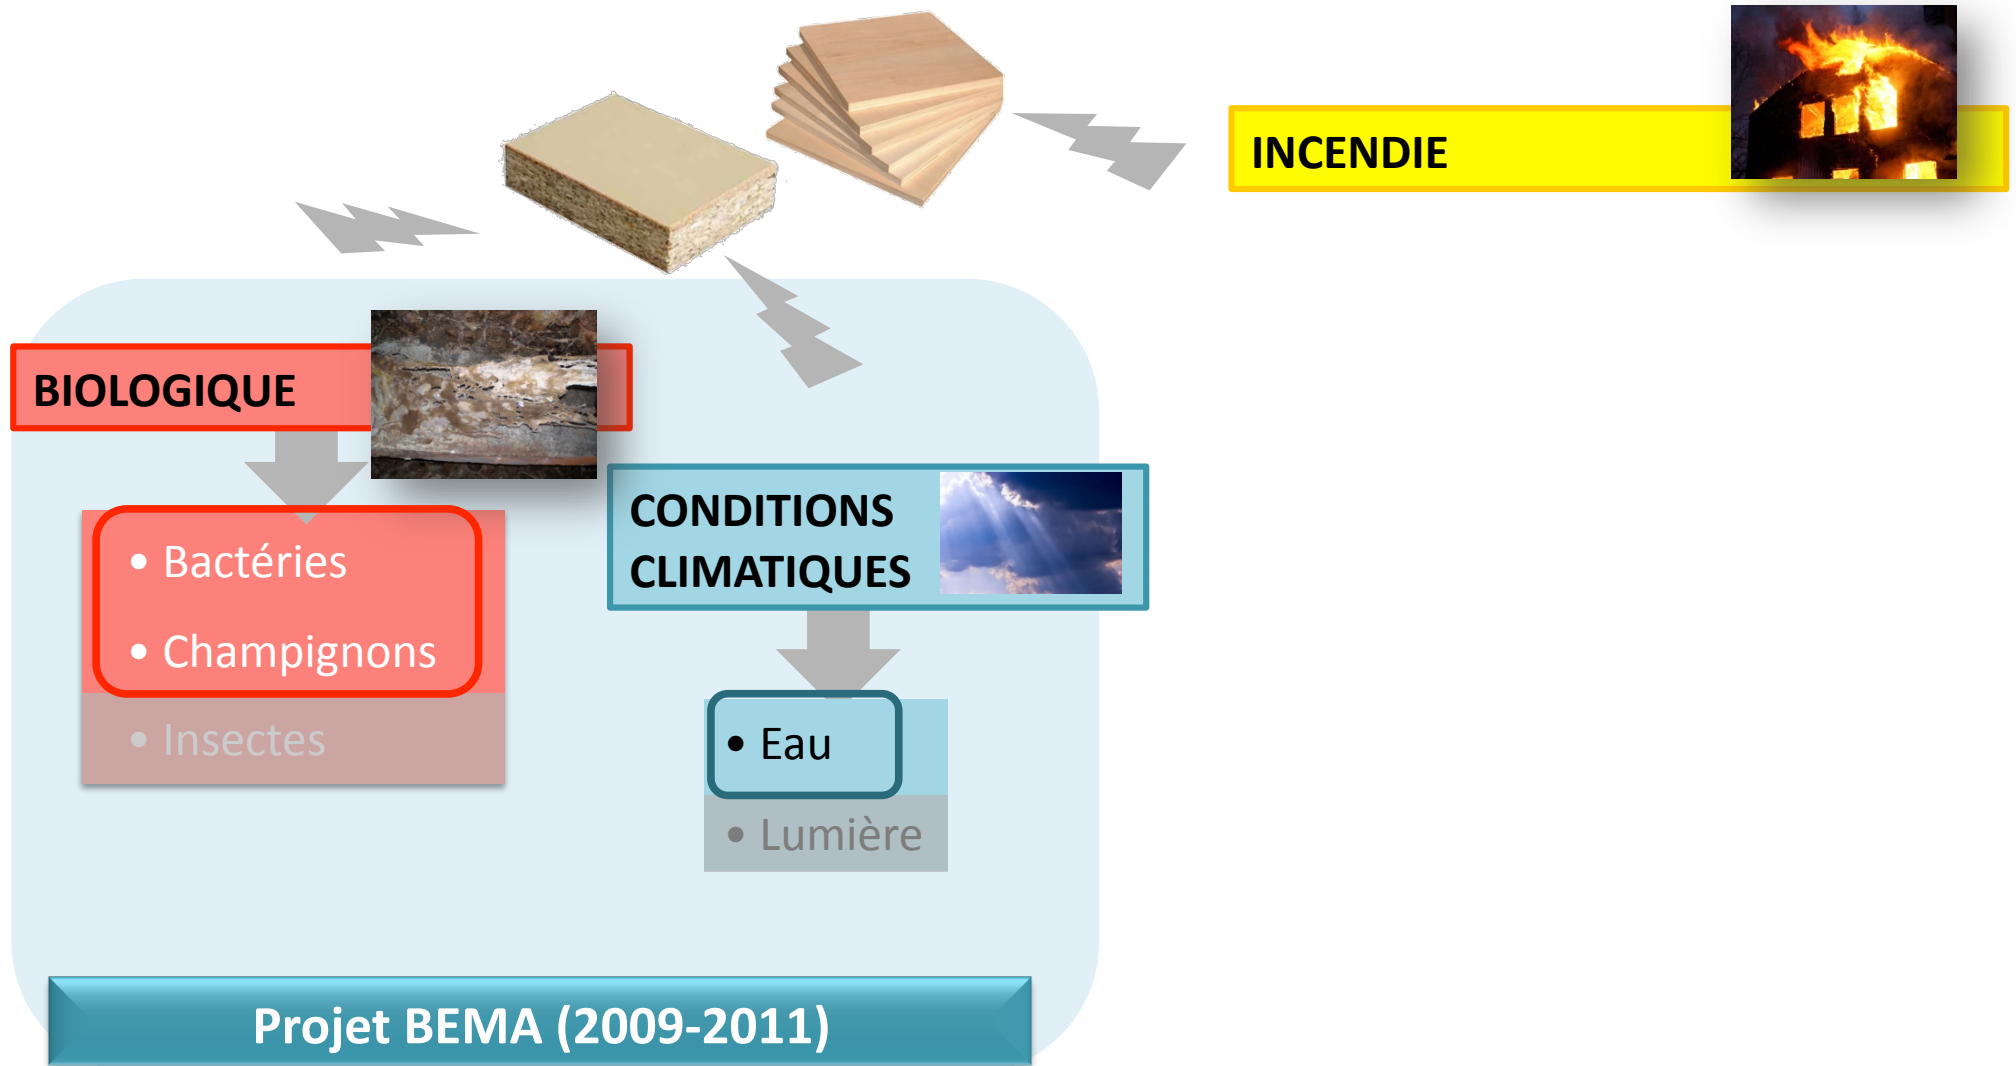 INCENDIE
BIOLOGIQUE
• Bactéries
• Champignons
• Insectes
CONDITIONS
CLIMATIQUES
• Eau
• Lumière
Projet BEMA (2009-2011)